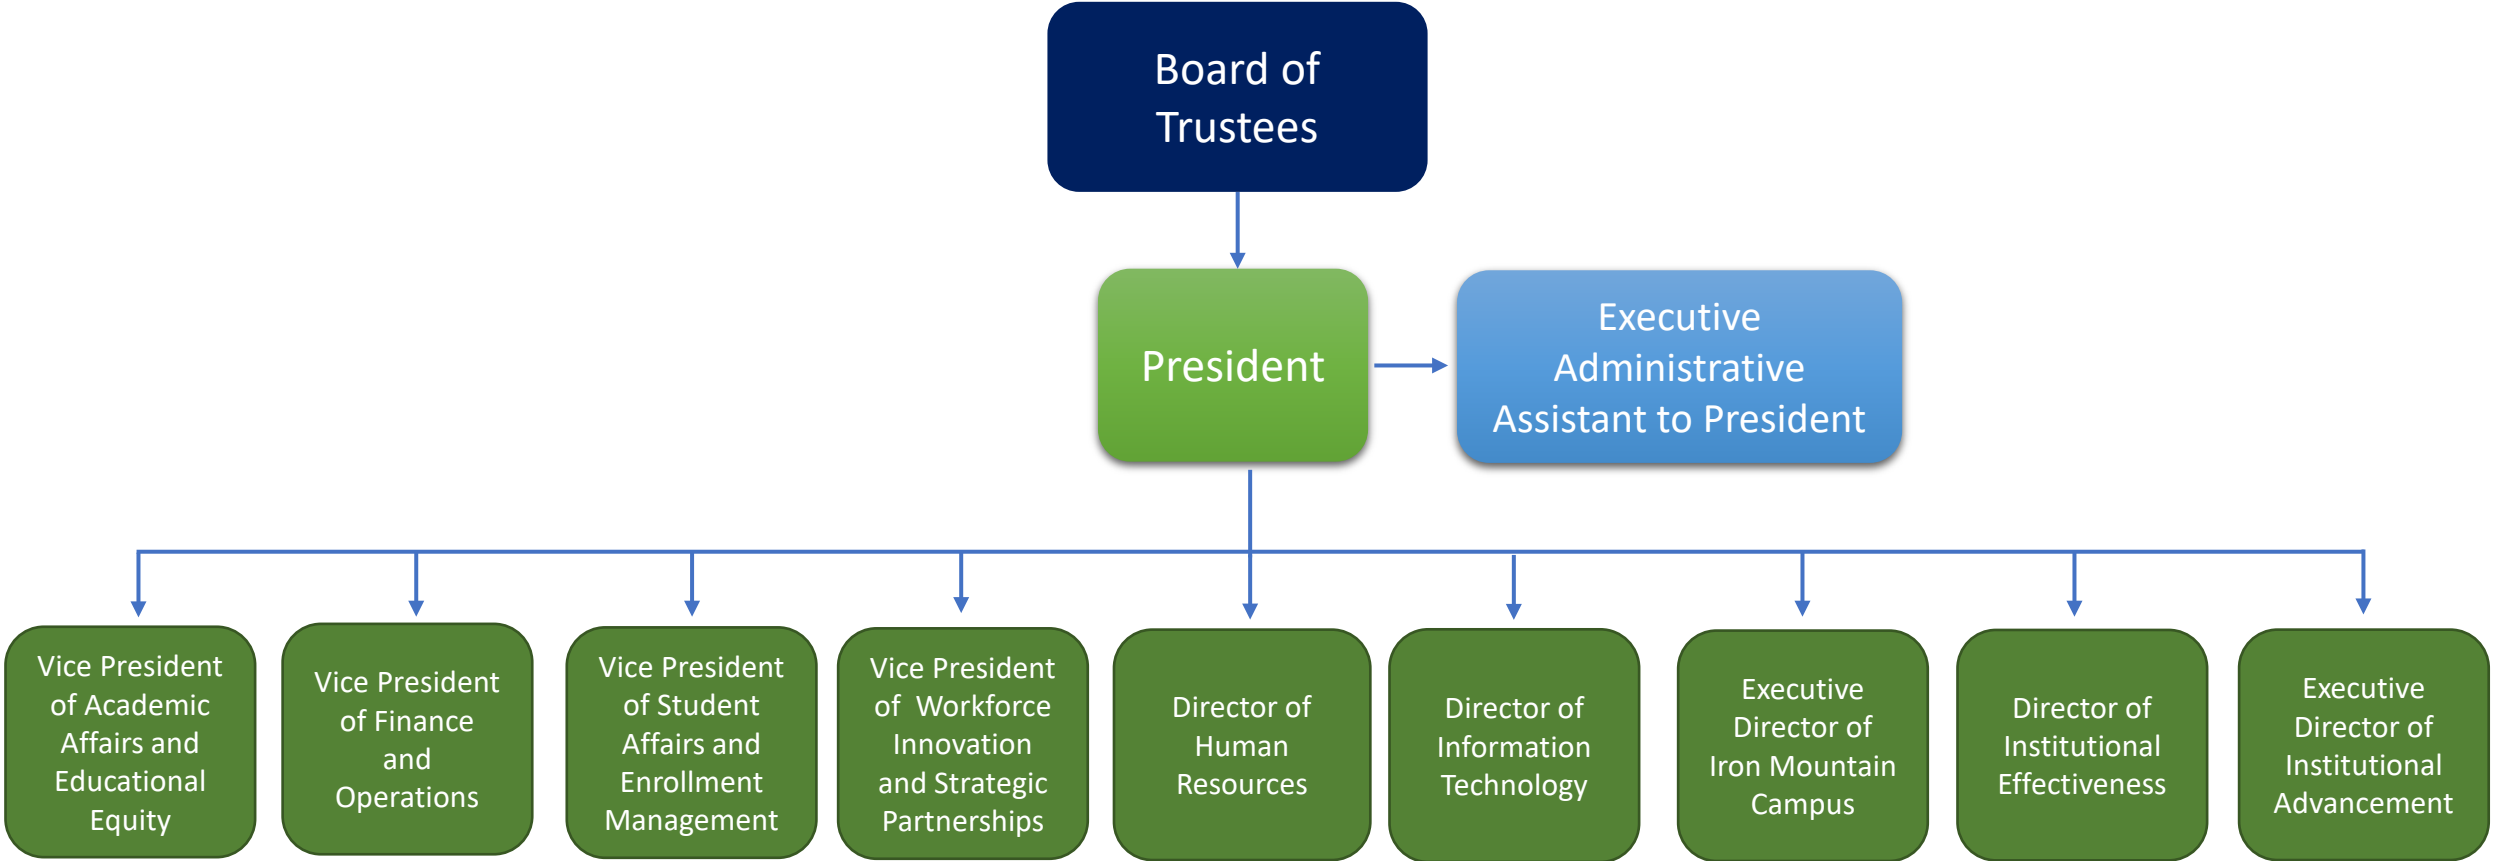 Board of
Trustees
President
Executive
Administrative
Assistant to President
Vice President
of Academic
Affairs and
Educational
Equity
Vice President
of Finance
and
Operations
Vice President
of Student
Affairs and
Enrollment
Management
Vice President
of  Workforce
Innovation
and Strategic
Partnerships
Director of
Human
Resources
Director of
Information
Technology
Executive
Director of
Iron Mountain
Campus
Director of
Institutional
Effectiveness
Executive
Director of
Institutional
Advancement